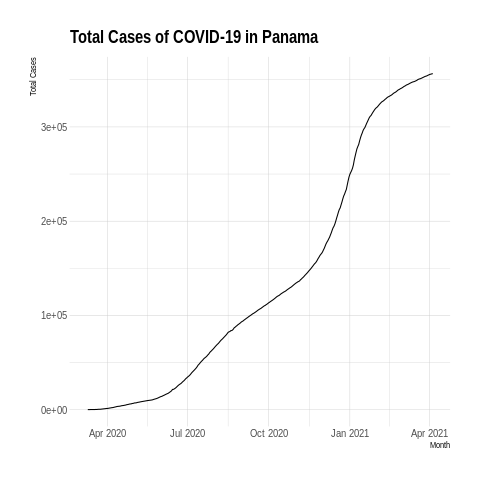 Total Cases of COVID-19 in Panama
Total Cases
3e+05
2e+05
1e+05
0e+00
Apr 2020 Jul 2020 Oct 2020 Jan 2021 Apr 2021
Month